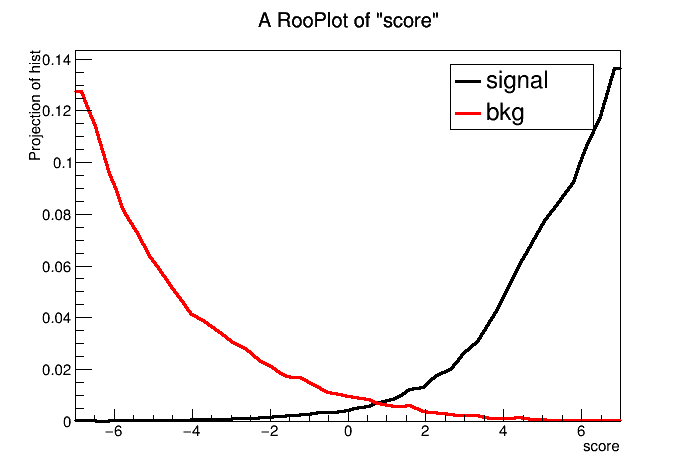 A RooPlot of "score"
Projection of hist
0.14
0.12
0.1
0.08
0.06
0.04
0.02
0
signal
bkg
−6 −4 −2 0 2 4 6
score